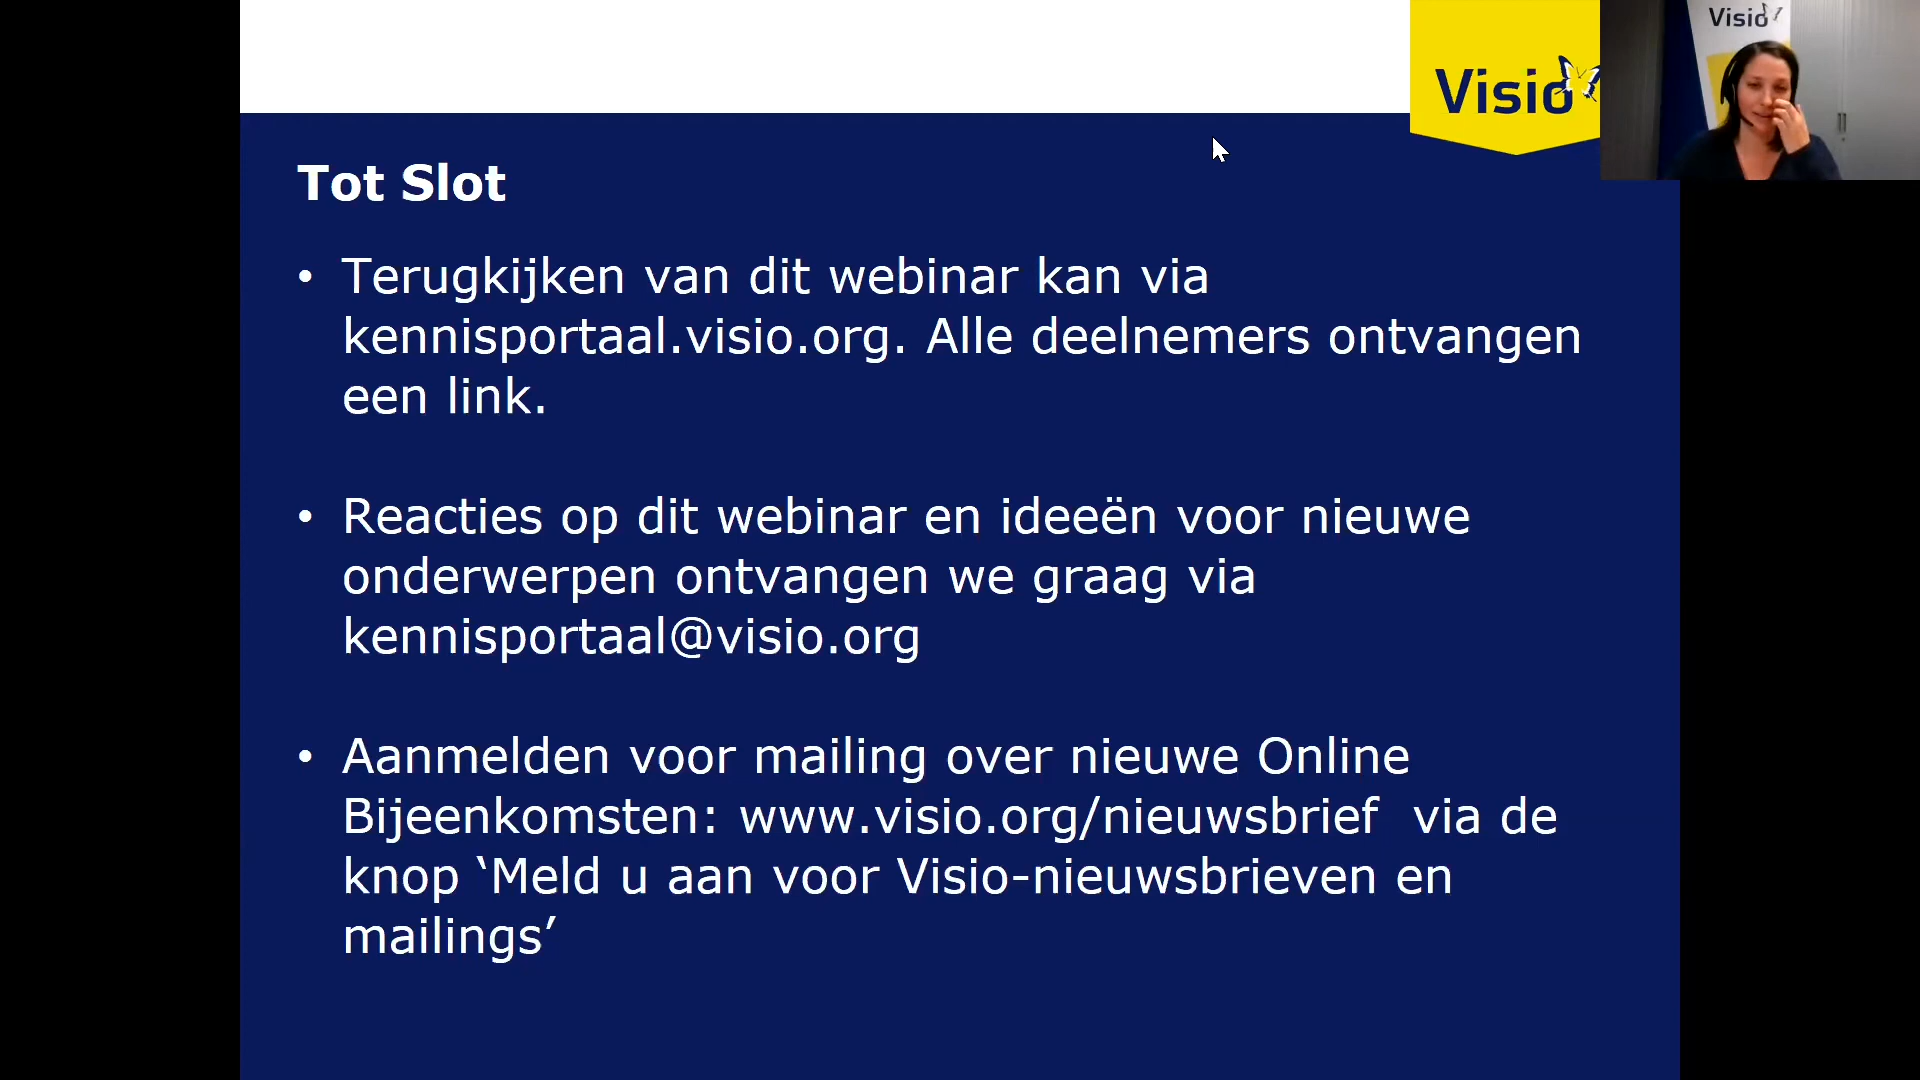 Visio
Visio
Tot Slot
• Terugkijken van dit webinar kan via
kennisportaal.visio.org. Alle deelnemers ontvangen
een link.
• Reacties op dit webinar en ideeën voor nieuwe
onderwerpen ontvangen we graag via
kennisportaal@visio.org
• Aanmelden voor mailing over nieuwe Online
Bijeenkomsten: www.visio.org/nieuwsbrief  via de
knop ‘Meld u aan voor Visio-nieuwsbrieven en
mailings’